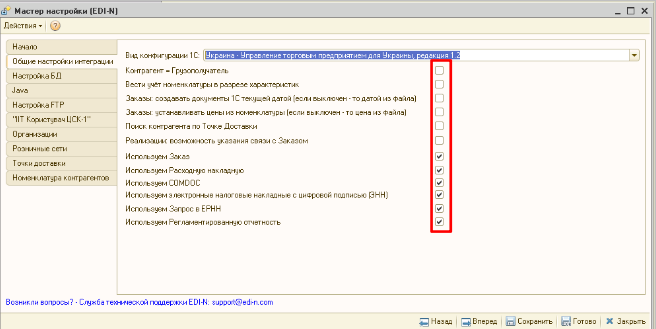 Мастер настройки (EDI-N)
Действия
Начало
Общие настройки интеграции
Настройка БД
Java
Настройка FTP
"ІІТ Користувач ЦСК-1"
Организации
Розничные сети
Точки доставки
Номенклатура контрагентов
Вид конфигурации 1С: Украина - Управление торговым предприятием для Украины, редакция 1.2
Контрагент = Грузополучатель
Вести учёт номенклатуры в разрезе характеристик
Заказы: создавать документы 1С текущей датой (если выключен - то датой из файла)
Заказы: устанавливать цены из номенклатуры (если выключен - то цена из файла)
Поиск контрагента по Точке Доставки
Реализации: возможность указания связи с Заказом
Используем Заказ
Используем Расходную накладную
Используем COMDOC
Используем электронные налоговые накладные с цифровой подписью (ЭНН)
Используем Запрос в ЕРНН
Используем Регламентированную отчетность
Возникли вопросы? - Служба технической поддержки EDI-N: support@edi-n.com
Назад Вперед Сохранить Готово Закрыть